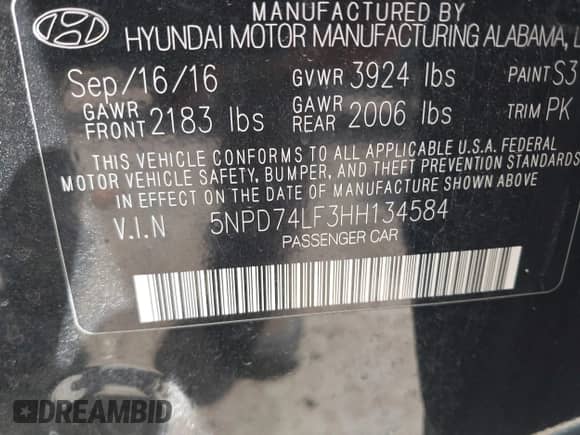 MANUFACTURED BY
HYUNDAI MOTOR MANUFACTURING ALABAMA, L
Sep/16/16 GVWR 3924 lbs PAINT S3
GAWR FRONT 2183 lbs GAWR REAR 2006 lbs TRIM PK
THIS VEHICLE CONFORMS TO ALL APPLICABLE U.S.A. FEDERAL
MOTOR VEHICLE SAFETY, BUMPER, AND THEFT PREVENTION STANDARDS
IN EFFECT ON THE DATE OF MANUFACTURE SHOWN ABOVE.
V.I.N 5NPD74LF3HH134584
PASSENGER CAR
DREAMBID